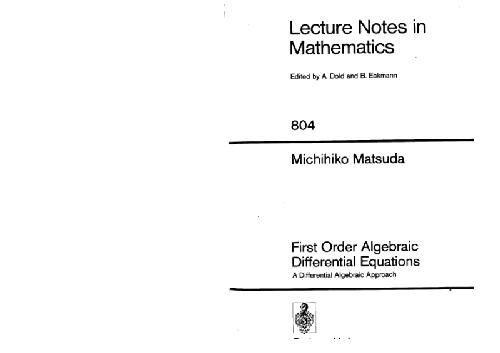 Lecture Notes in
Mathematics
Edited by A. Dold and B. Eckmann
804
Michihiko Matsuda
First Order Algebraic
Differential Equations
A Differential Algebraic Approach